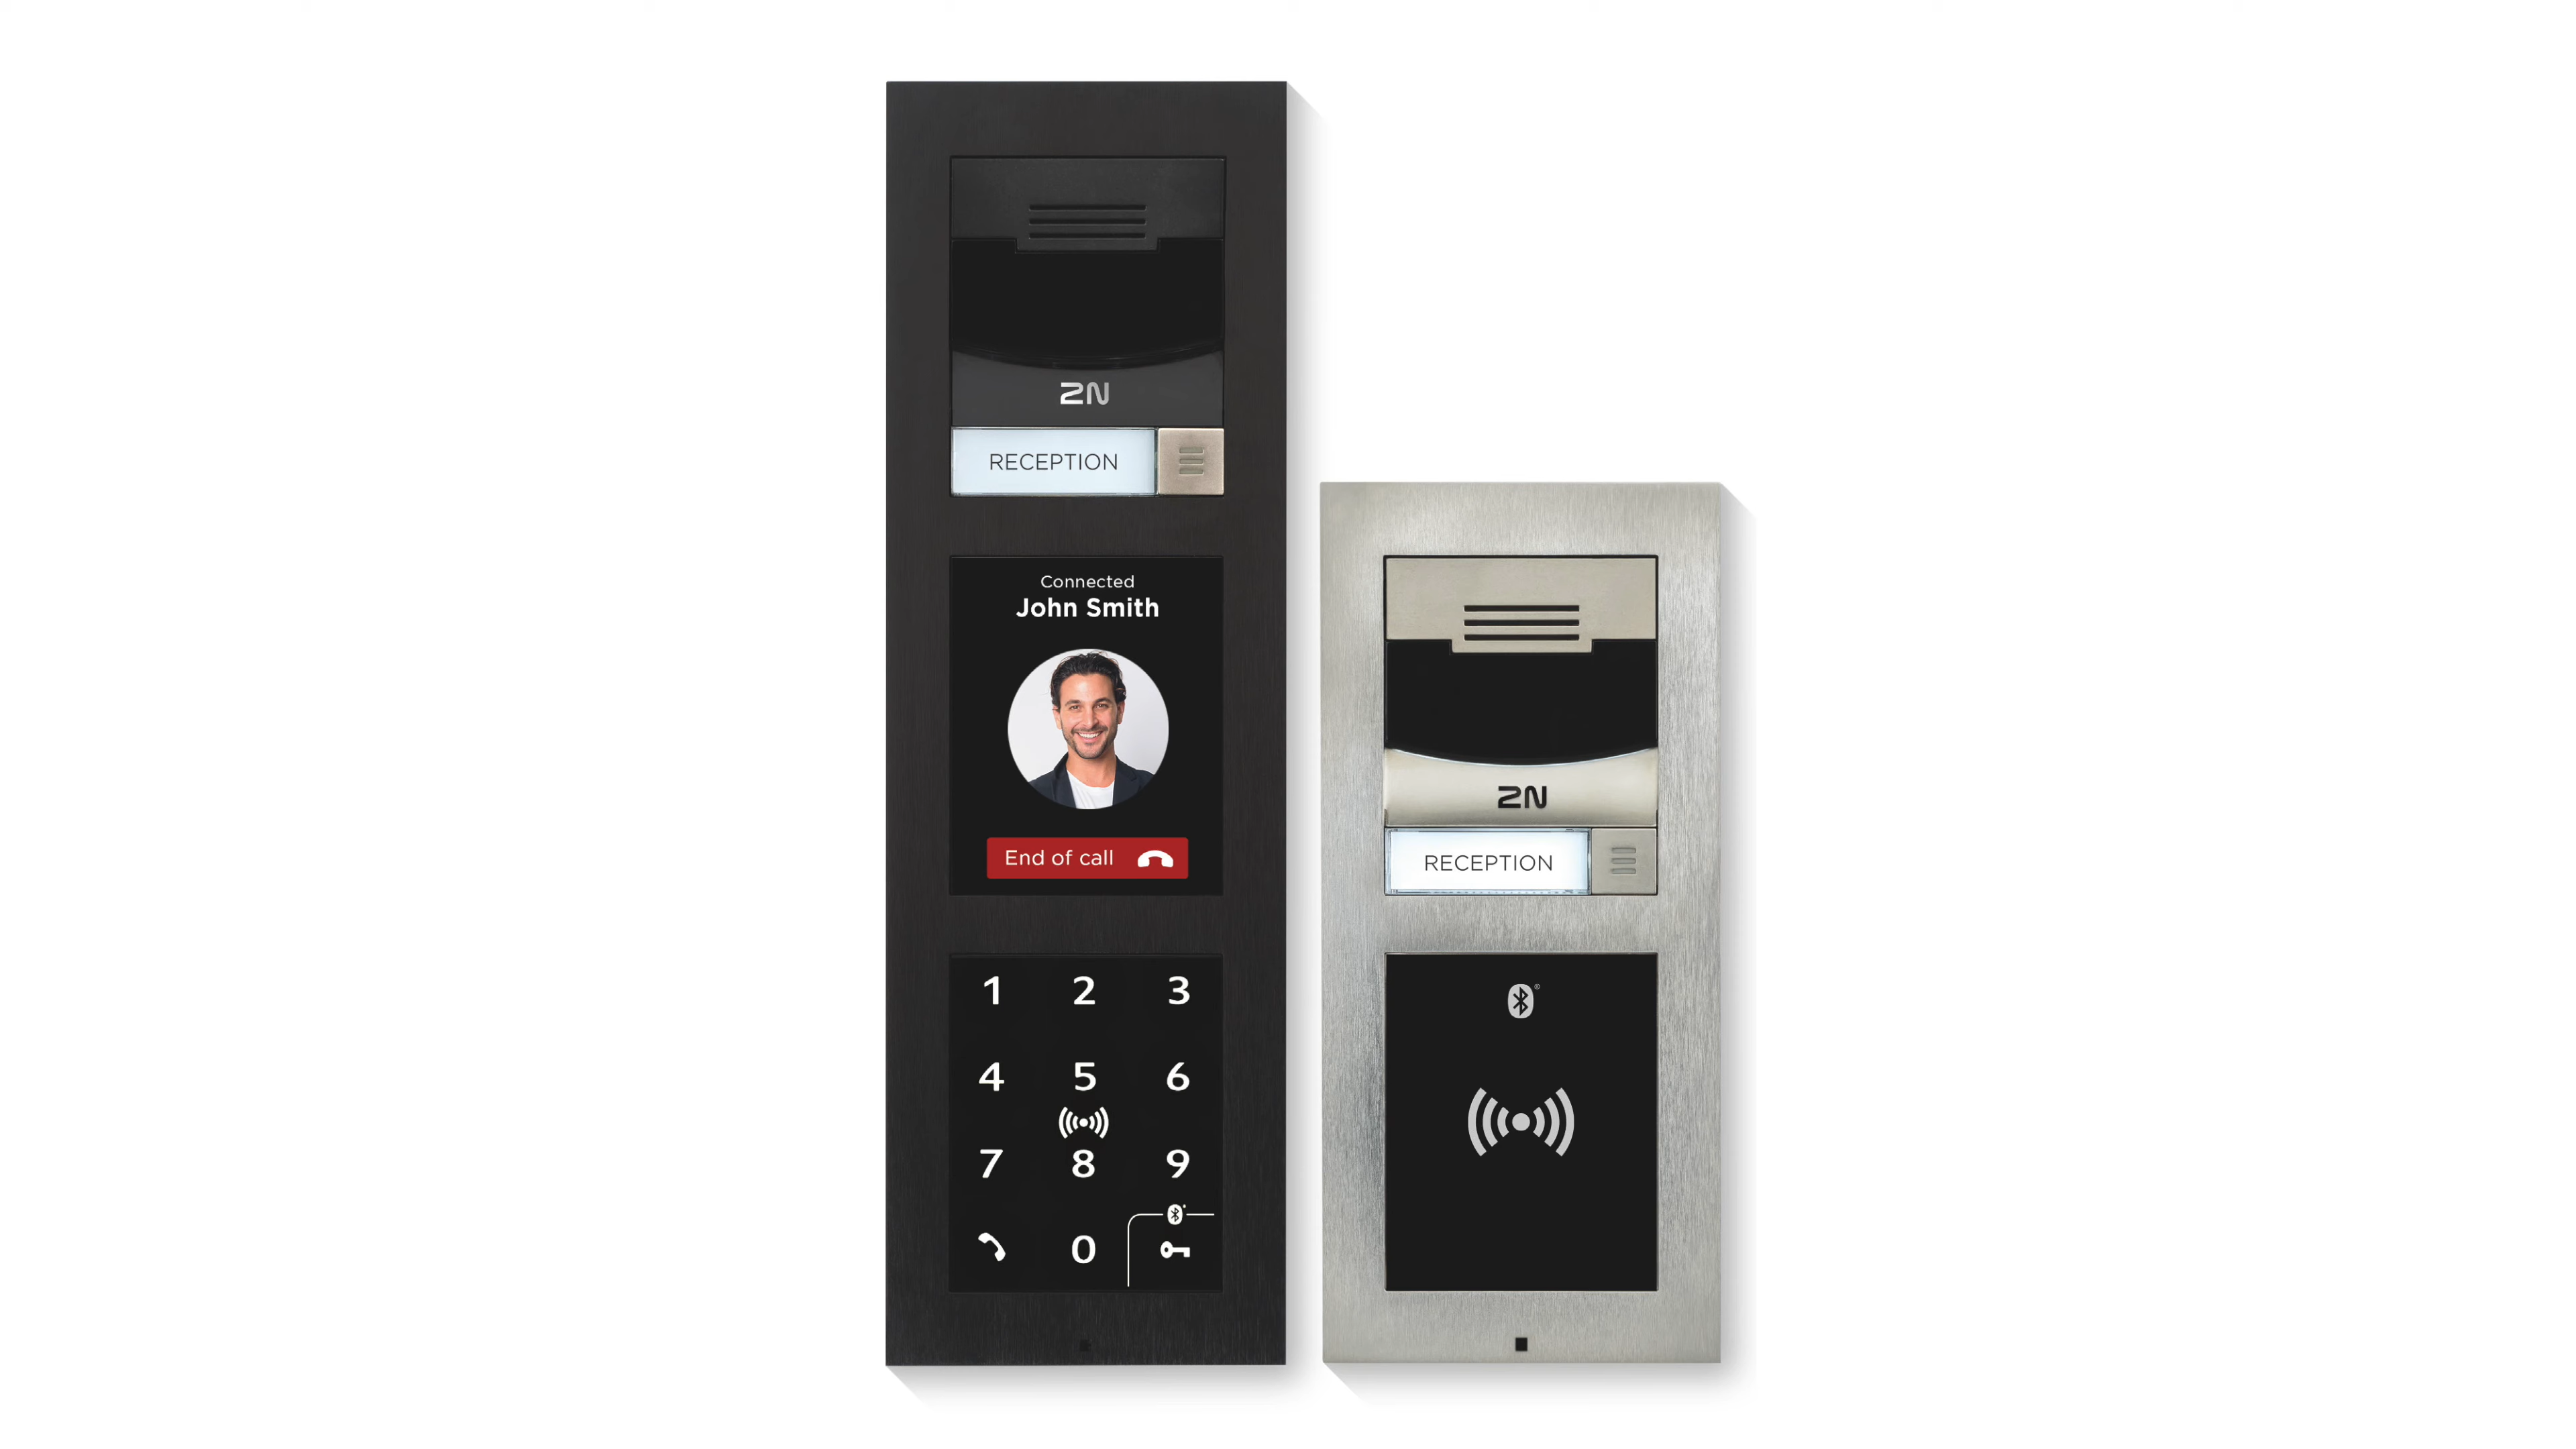 2N
RECEPTION
Connected
John Smith
End of call
1 2 3
4 5 6
7 8 9
0
2N
RECEPTION